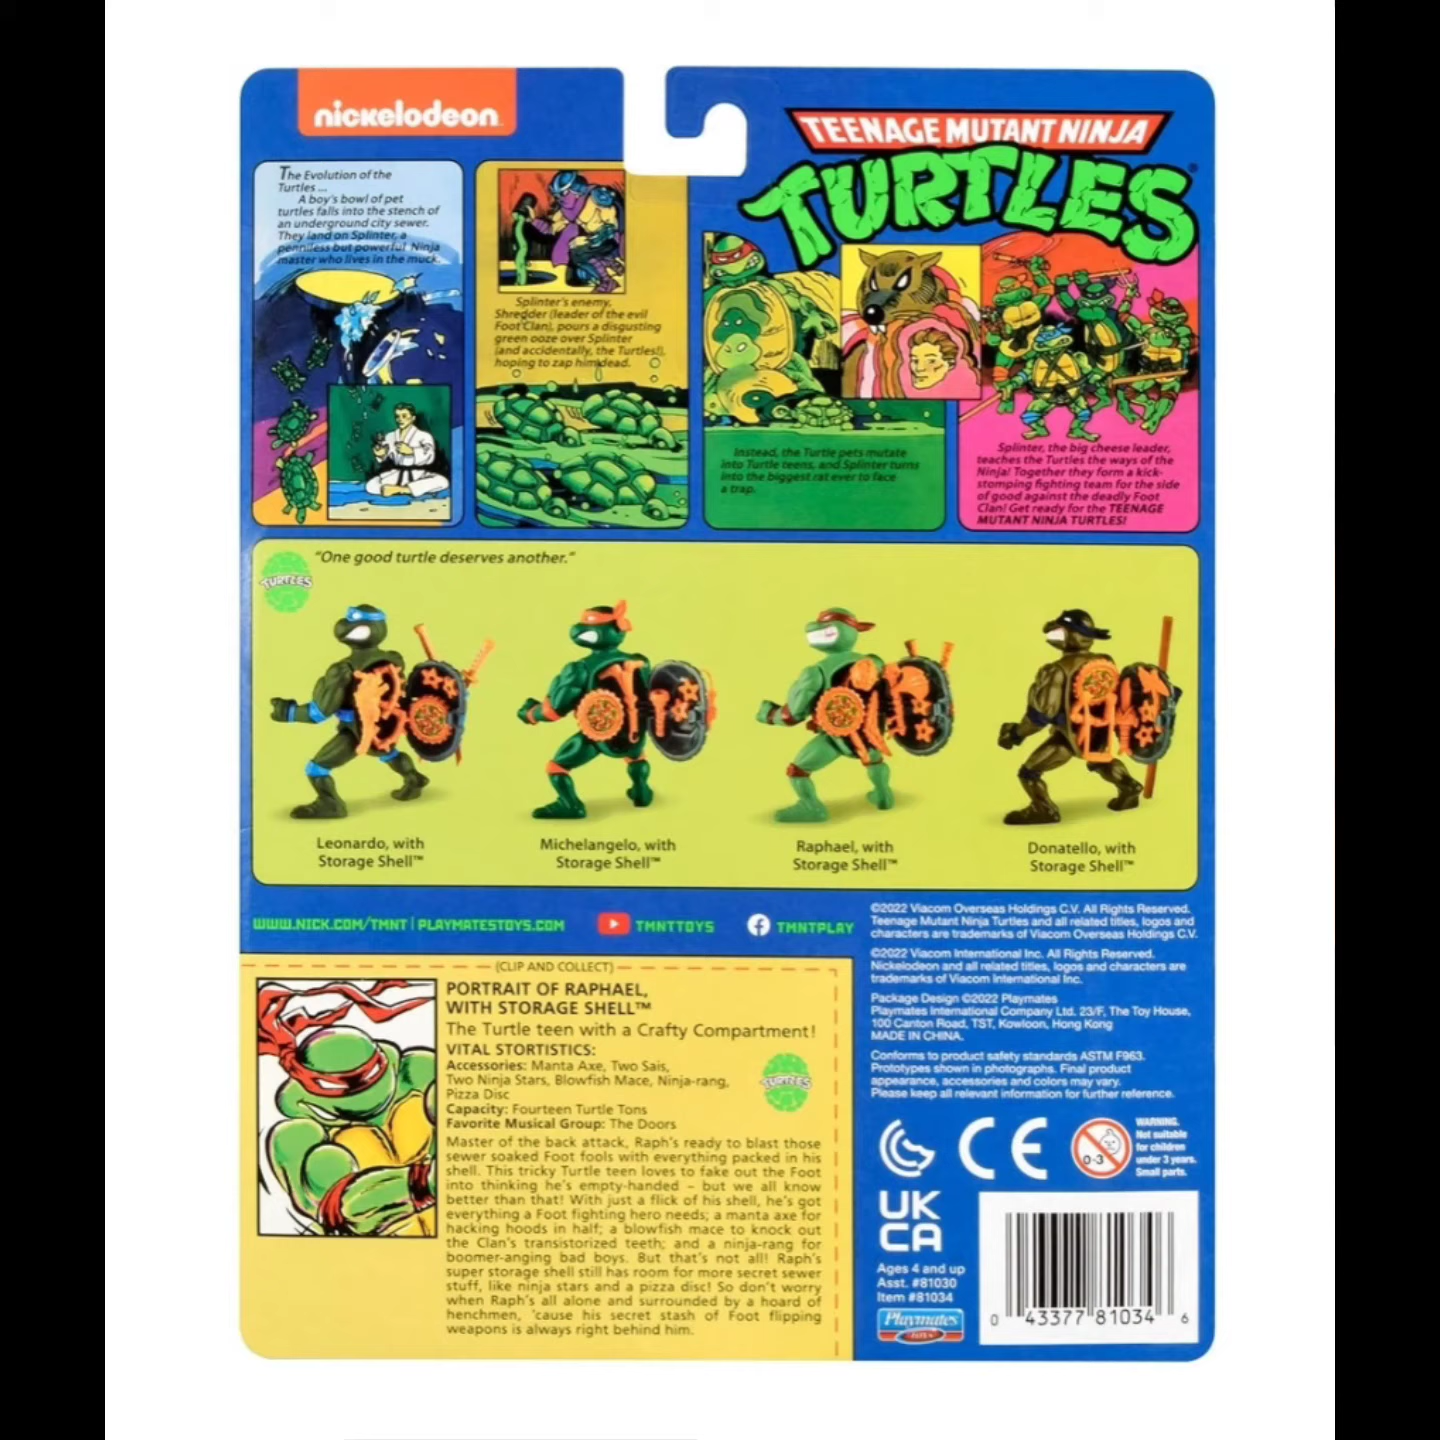 nickelodeon
TEENAGE MUTANT NINJA
TURTLES®
The Evolution of the
Turtles ...
A boy's bowl of pet
turtles falls into the stench of
an underground city sewer.
They land on Splinter, a
penniless but powerful Ninja
master who lives in the muck.
Splinter's enemy,
Shredder (leader of the evil
Foot Clan), pours a disgusting
green ooze over Splinter
(and accidentally, the Turtles!),
hoping to zap him dead.
Instead, the Turtle pets mutate
into Turtle teens, and Splinter turns
into the biggest rat ever to face
a trap.
Splinter, the big cheese leader,
teaches the Turtles the ways of the
Ninja! Together they form a kick-
stomping fighting team for the side
of good against the deadly Foot
Clan! Get ready for the TEENAGE
MUTANT NINJA TURTLES!
TURTLES
"One good turtle deserves another."
Leonardo, with
Storage Shell™
Michelangelo, with
Storage Shell™
Raphael, with
Storage Shell™
Donatello, with
Storage Shell™
WWW.NICK.COM/TMNT | PLAYMATESTOYS.COM
TMNTTOYS
TMNTPLAY
(CLIP AND COLLECT)
PORTRAIT OF RAPHAEL,
WITH STORAGE SHELL™
The Turtle teen with a Crafty Compartment!
VITAL STORTISTICS:
Accessories: Manta Axe, Two Sais,
Two Ninja Stars, Blowfish Mace, Ninja-rang,
Pizza Disc
Capacity: Fourteen Turtle Tons
Favorite Musical Group: The Doors
TURTLES
Master of the back attack, Raph's ready to blast those
sewer soaked Foot fools with everything packed in his
shell. This tricky Turtle teen loves to fake out the Foot
into thinking he's empty-handed – but we all know
better than that! With just a flick of his shell, he's got
everything a Foot fighting hero needs; a manta axe for
hacking hoods in half; a blowfish mace to knock out
the Clan's transistorized teeth; and a ninja-rang for
boomer-anging bad boys. But that's not all! Raph's
super storage shell still has room for more secret sewer
stuff, like ninja stars and a pizza disc! So don't worry
when Raph's all alone and surrounded by a hoard of
henchmen, 'cause his secret stash of Foot flipping
weapons is always right behind him.
©2022 Viacom Overseas Holdings C.V. All Rights Reserved.
Teenage Mutant Ninja Turtles and all related titles, logos and
characters are trademarks of Viacom Overseas Holdings C.V.
©2022 Viacom International Inc. All Rights Reserved.
Nickelodeon and all related titles, logos and characters are
trademarks of Viacom International Inc.
Package Design ©2022 Playmates
Playmates International Company Ltd. 23/F, The Toy House,
100 Canton Road, TST, Kowloon, Hong Kong
MADE IN CHINA.
Conforms to product safety standards ASTM F963.
Prototypes shown in photographs. Final product
appearance, accessories and colors may vary.
Please keep all relevant information for further reference.
CE
0-3
WARNING.
Not suitable
for children
under 3 years.
Small parts.
UK
CA
Ages 4 and up
Asst. #81030
Item #81034
Playmates
TOYS
0 43377 81034 6